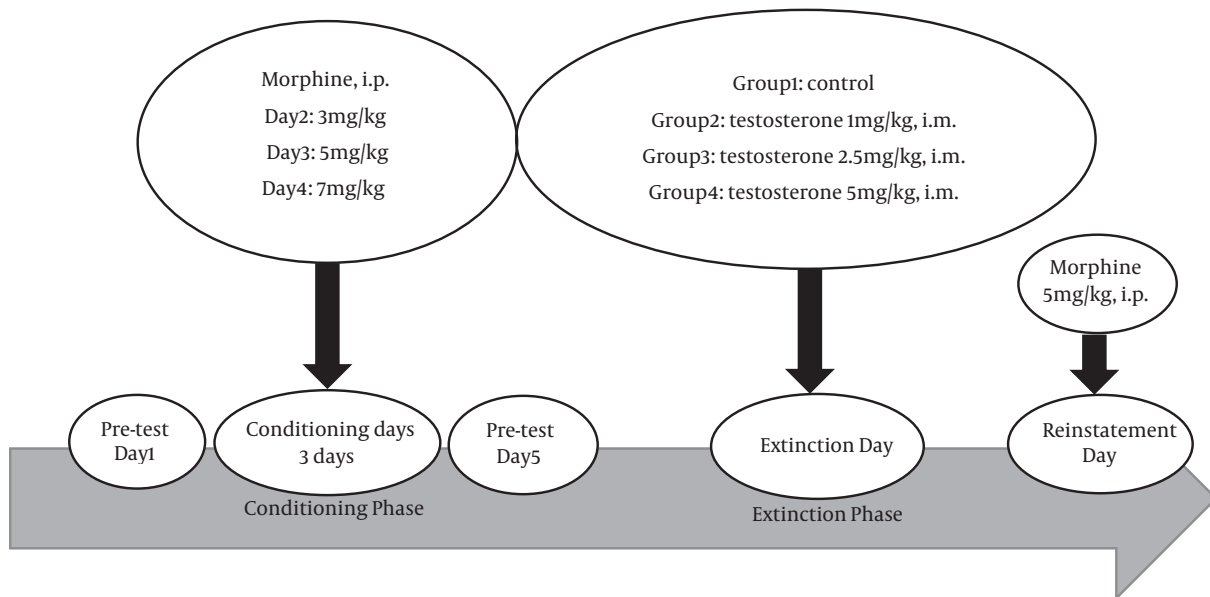 Morphine, i.p.
Day2: 3mg/kg
Day3: 5mg/kg
Day4: 7mg/kg
Group1: control
Group2: testosterone 1mg/kg, i.m.
Group3: testosterone 2.5mg/kg, i.m.
Group4: testosterone 5mg/kg, i.m.
Morphine
5mg/kg, i.p.
Pre-test
Day1
Conditioning days
3 days
Pre-test
Day5
Extinction Day
Reinstatement
Day
Conditioning Phase
Extinction Phase